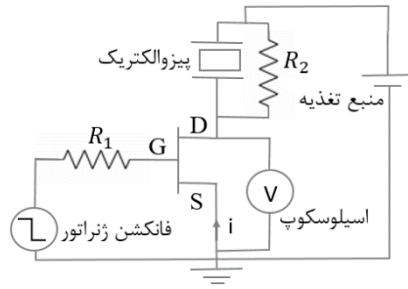 پیزوالکتریک
R₂
منبع تغذیه
D
R₁
G
S
V
اسیلوسکوپ
i
فانکشن ژنراتور